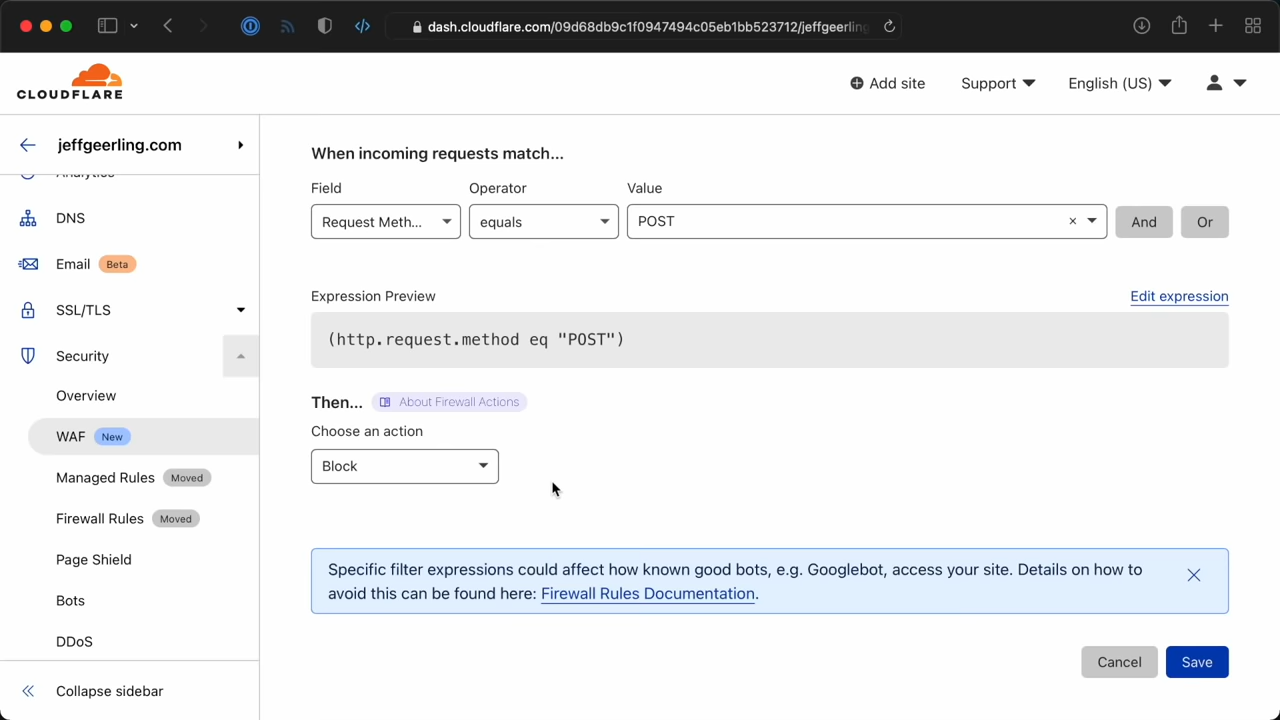 dash.cloudflare.com/09d68db9c1f0947494c05eb1bb523712/jeffgeerling
CLOUDFLARE
Add site
Support
English (US)
jeffgeerling.com
Analytics
DNS
Email Beta
SSL/TLS
Security
Overview
WAF New
Managed Rules Moved
Firewall Rules Moved
Page Shield
Bots
DDoS
Collapse sidebar
When incoming requests match...
Field Operator Value
Request Meth... equals POST × And Or
Expression Preview Edit expression
(http.request.method eq "POST")
Then... About Firewall Actions
Choose an action
Block
Specific filter expressions could affect how known good bots, e.g. Googlebot, access your site. Details on how to
avoid this can be found here: Firewall Rules Documentation.
Cancel Save